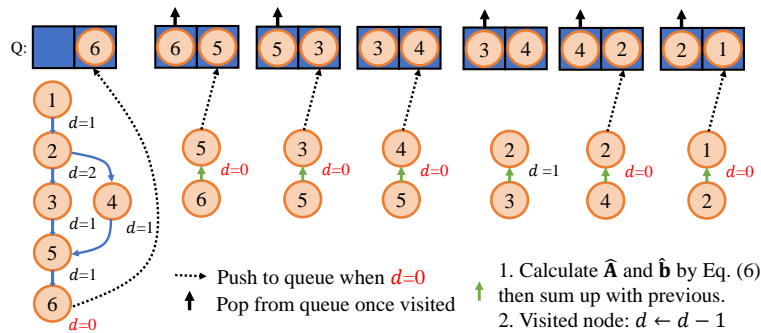 Q: 6 6 5 5 3 3 4 3 4 4 2 2 1
1
d=1
2
d=2
3 4
d=1 d=1
5
d=1
6
d=0
5 d=0 6
3 d=0 5
4 d=0 5
2 d=1 3
2 d=0 4
1 d=0 2
Push to queue when d=0
Pop from queue once visited
1. Calculate Â and b̂ by Eq. (6)
then sum up with previous.
2. Visited node: d ← d − 1